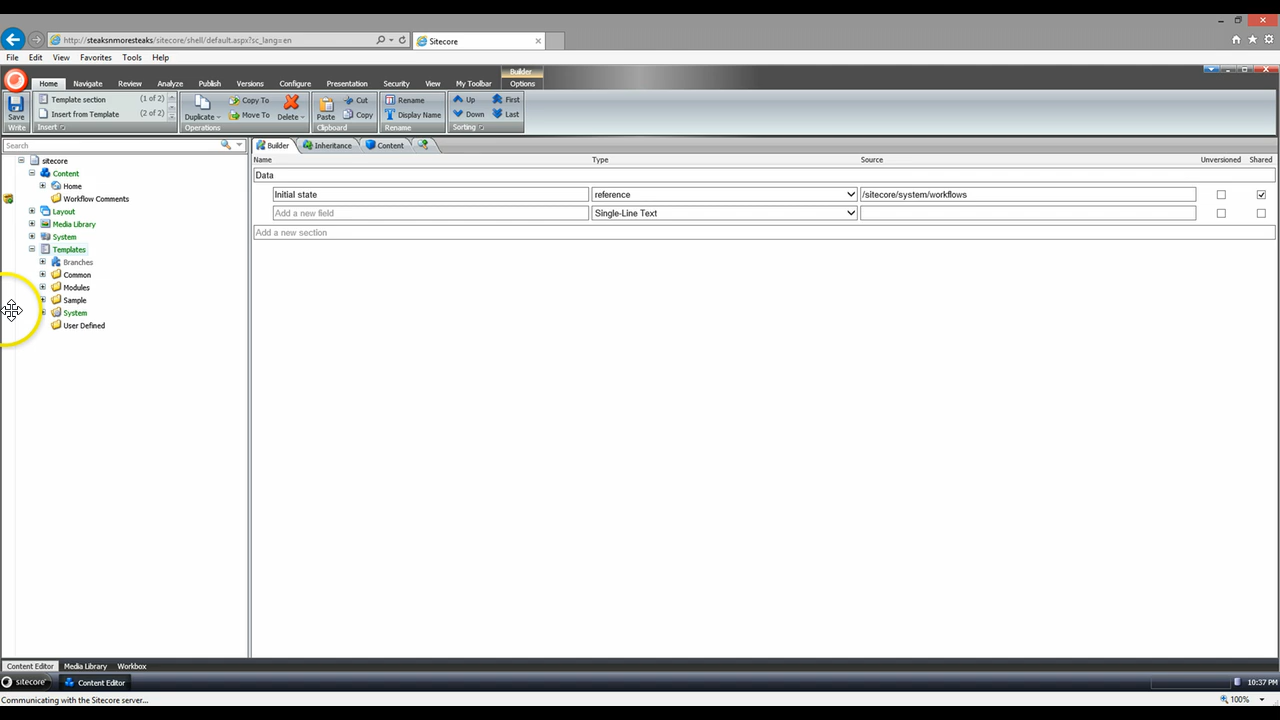 http://steaksnmoresteaks/sitecore/shell/default.aspx?sc_lang=en
Sitecore
File Edit View Favorites Tools Help
Builder
Home Navigate Review Analyze Publish Versions Configure Presentation Security View My Toolbar Options
Save
Write
Template section (1 of 2)
Insert from Template (2 of 2)
Insert
Duplicate
Copy To
Move To
Delete
Operations
Paste
Cut
Copy
Clipboard
Rename
Display Name
Rename
Up
Down
First
Last
Sorting
Search
sitecore
Content
Home
Workflow Comments
Layout
Media Library
System
Templates
Branches
Common
Modules
Sample
System
User Defined
Builder Inheritance Content
Name Type Source Unversioned Shared
Data
Initial state reference /sitecore/system/workflows
Add a new field Single-Line Text
Add a new section
Content Editor Media Library Workbox
sitecore Content Editor 10:37 PM
Communicating with the Sitecore server... 100%